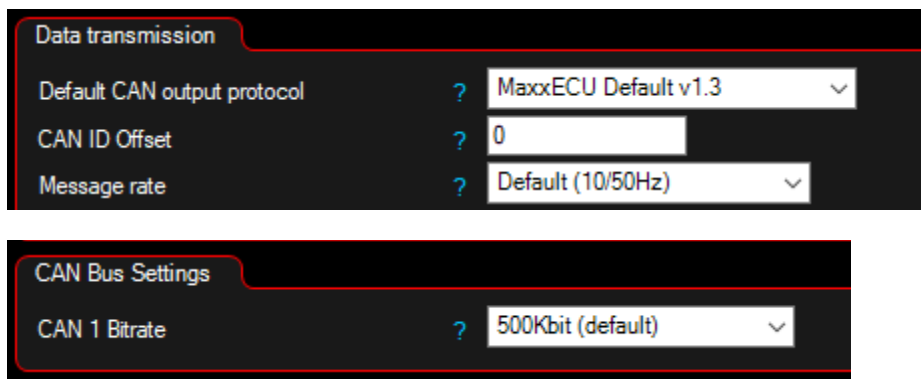 Data transmission
Default CAN output protocol ? MaxxECU Default v1.3
CAN ID Offset ? 0
Message rate ? Default (10/50Hz)
CAN Bus Settings
CAN 1 Bitrate ? 500Kbit (default)